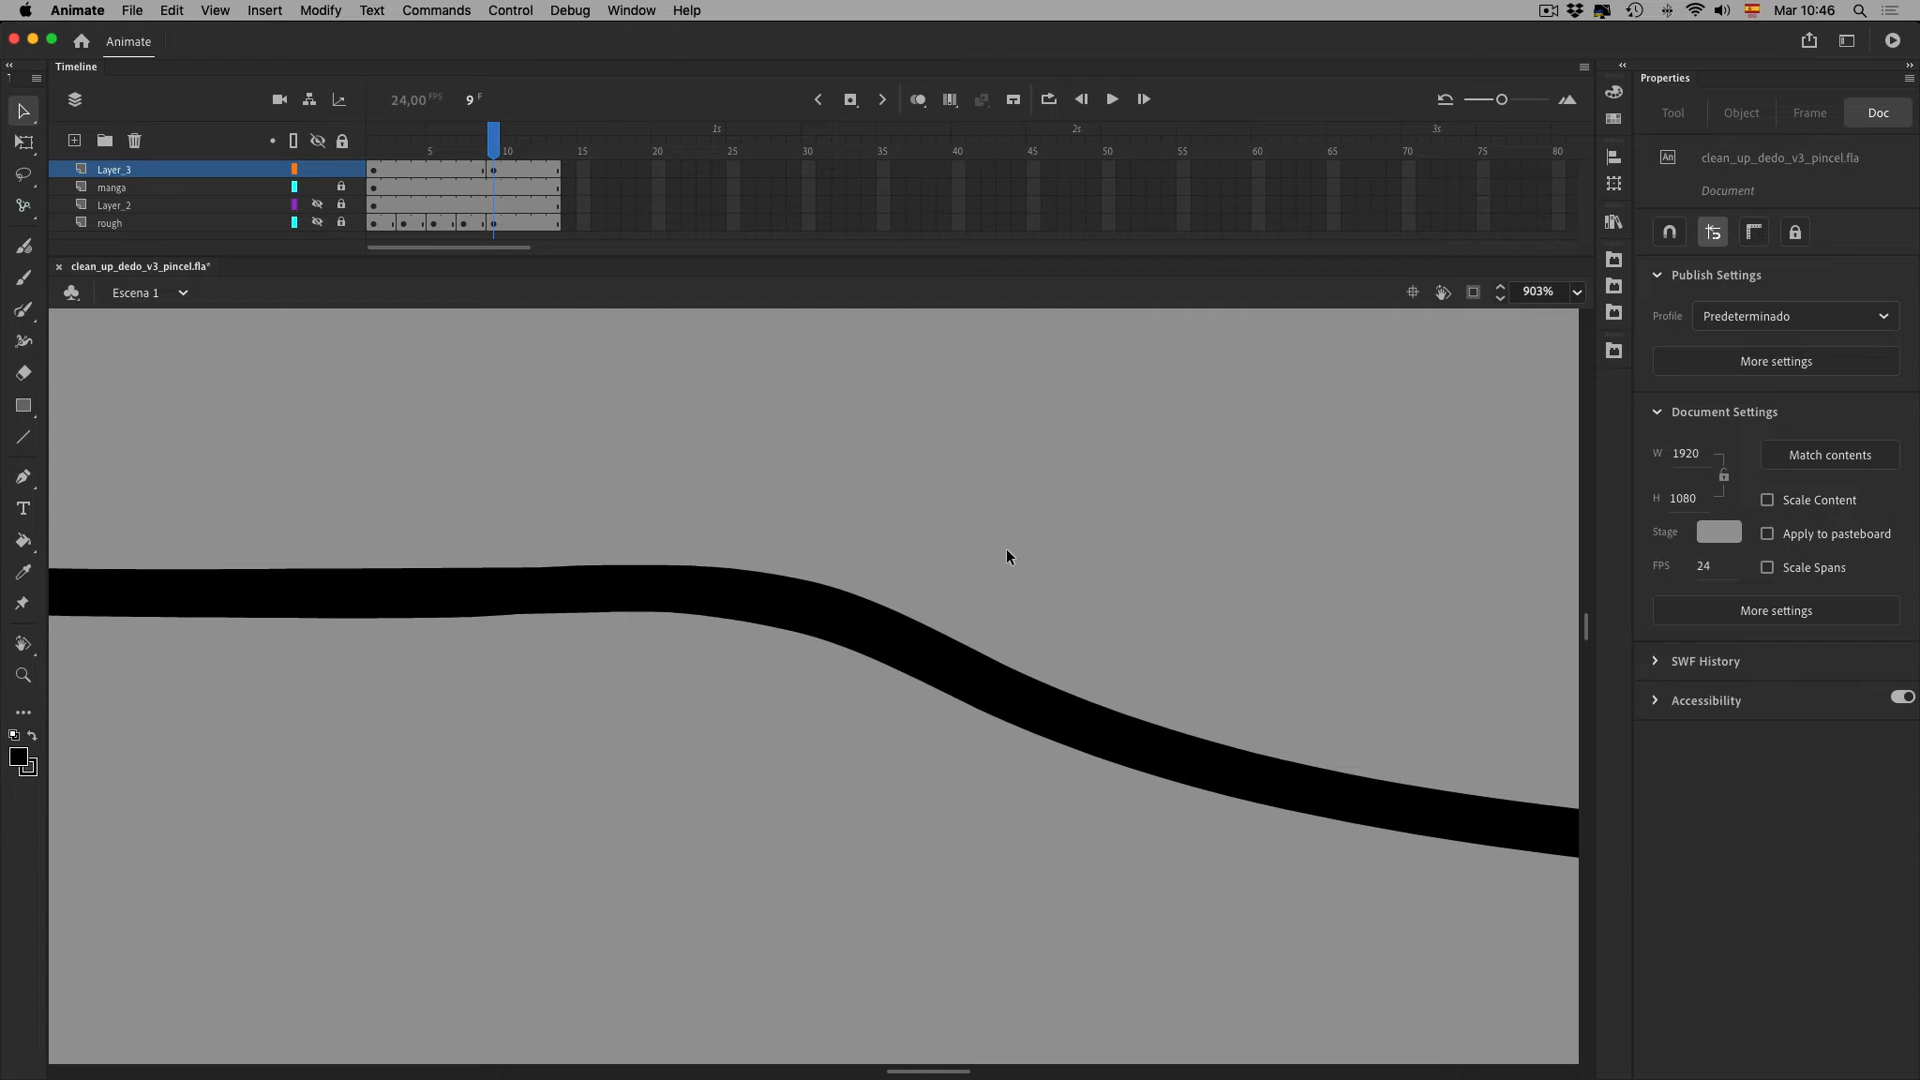 Animate File Edit View Insert Modify Text Commands Control Debug Window Help Mar 10:46
Animate
Timeline
Properties
24,00 FPS 9 F
Tool Object Frame Doc
1s 2s 3s
5 10 15 20 25 30 35 40 45 50 55 60 65 70 75 80
Layer_3
manga
Layer_2
rough
An clean_up_dedo_v3_pincel.fla
Document
clean_up_dedo_v3_pincel.fla*
Escena 1 903%
Publish Settings
Profile Predeterminado
More settings
Document Settings
W 1920 Match contents
H 1080 Scale Content
Stage Apply to pasteboard
FPS 24 Scale Spans
More settings
SWF History
Accessibility